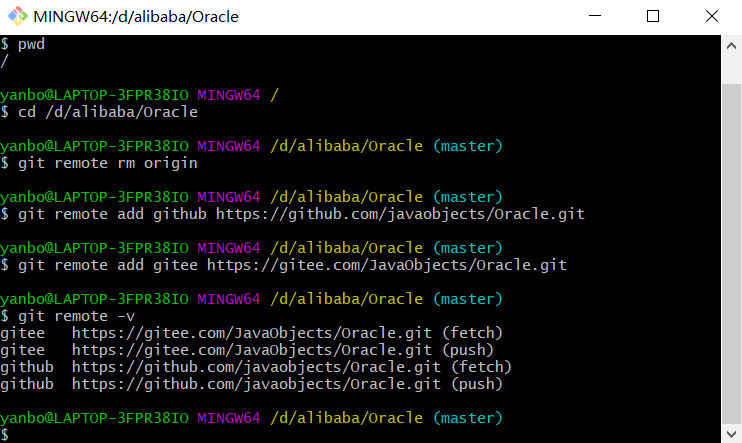 MINGW64:/d/alibaba/Oracle
$ pwd
/
yanbo@LAPTOP-3FPR38IO MINGW64 /
$ cd /d/alibaba/Oracle
yanbo@LAPTOP-3FPR38IO MINGW64 /d/alibaba/Oracle (master)
$ git remote rm origin
yanbo@LAPTOP-3FPR38IO MINGW64 /d/alibaba/Oracle (master)
$ git remote add github https://github.com/javaobjects/Oracle.git
yanbo@LAPTOP-3FPR38IO MINGW64 /d/alibaba/Oracle (master)
$ git remote add gitee https://gitee.com/JavaObjects/Oracle.git
yanbo@LAPTOP-3FPR38IO MINGW64 /d/alibaba/Oracle (master)
$ git remote -v
gitee   https://gitee.com/JavaObjects/Oracle.git (fetch)
gitee   https://gitee.com/JavaObjects/Oracle.git (push)
github  https://github.com/javaobjects/Oracle.git (fetch)
github  https://github.com/javaobjects/Oracle.git (push)
yanbo@LAPTOP-3FPR38IO MINGW64 /d/alibaba/Oracle (master)
$